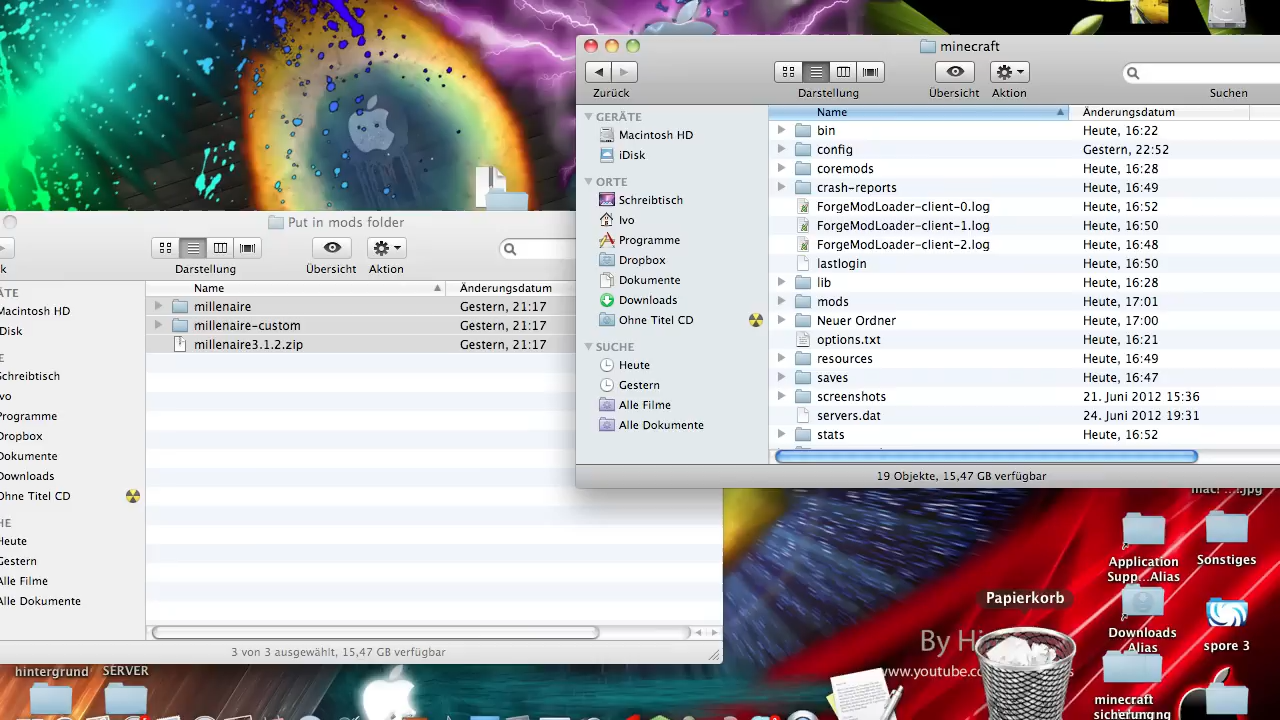 minecraft
Zurück
Darstellung
Übersicht
Aktion
Suchen
GERÄTE
Macintosh HD
iDisk
ORTE
Schreibtisch
Ivo
Programme
Dropbox
Dokumente
Downloads
Ohne Titel CD
SUCHE
Heute
Gestern
Alle Filme
Alle Dokumente
Name Änderungsdatum
bin Heute, 16:22
config Gestern, 22:52
coremods Heute, 16:28
crash-reports Heute, 16:49
ForgeModLoader-client-0.log Heute, 16:52
ForgeModLoader-client-1.log Heute, 16:50
ForgeModLoader-client-2.log Heute, 16:48
lastlogin Heute, 16:50
lib Heute, 16:28
mods Heute, 17:01
Neuer Ordner Heute, 17:00
options.txt Heute, 16:21
resources Heute, 16:49
saves Heute, 16:47
screenshots 21. Juni 2012 15:36
servers.dat 24. Juni 2012 19:31
stats Heute, 16:52
19 Objekte, 15,47 GB verfügbar
Put in mods folder
k
Darstellung
Übersicht
Aktion
ÄTE
Macintosh HD
Disk
E
Schreibtisch
vo
Programme
Dropbox
Dokumente
Downloads
Ohne Titel CD
HE
Heute
Gestern
Alle Filme
Alle Dokumente
Name Änderungsdatum
millenaire Gestern, 21:17
millenaire-custom Gestern, 21:17
millenaire3.1.2.zip Gestern, 21:17
3 von 3 ausgewählt, 15,47 GB verfügbar
mac! ...!.jpg
Application
Supp...Alias
Sonstiges
Papierkorb
Downloads
Alias
spore 3
By Hi
www.youtube.co
minecraft
sicherungng
hintergrund
SERVER